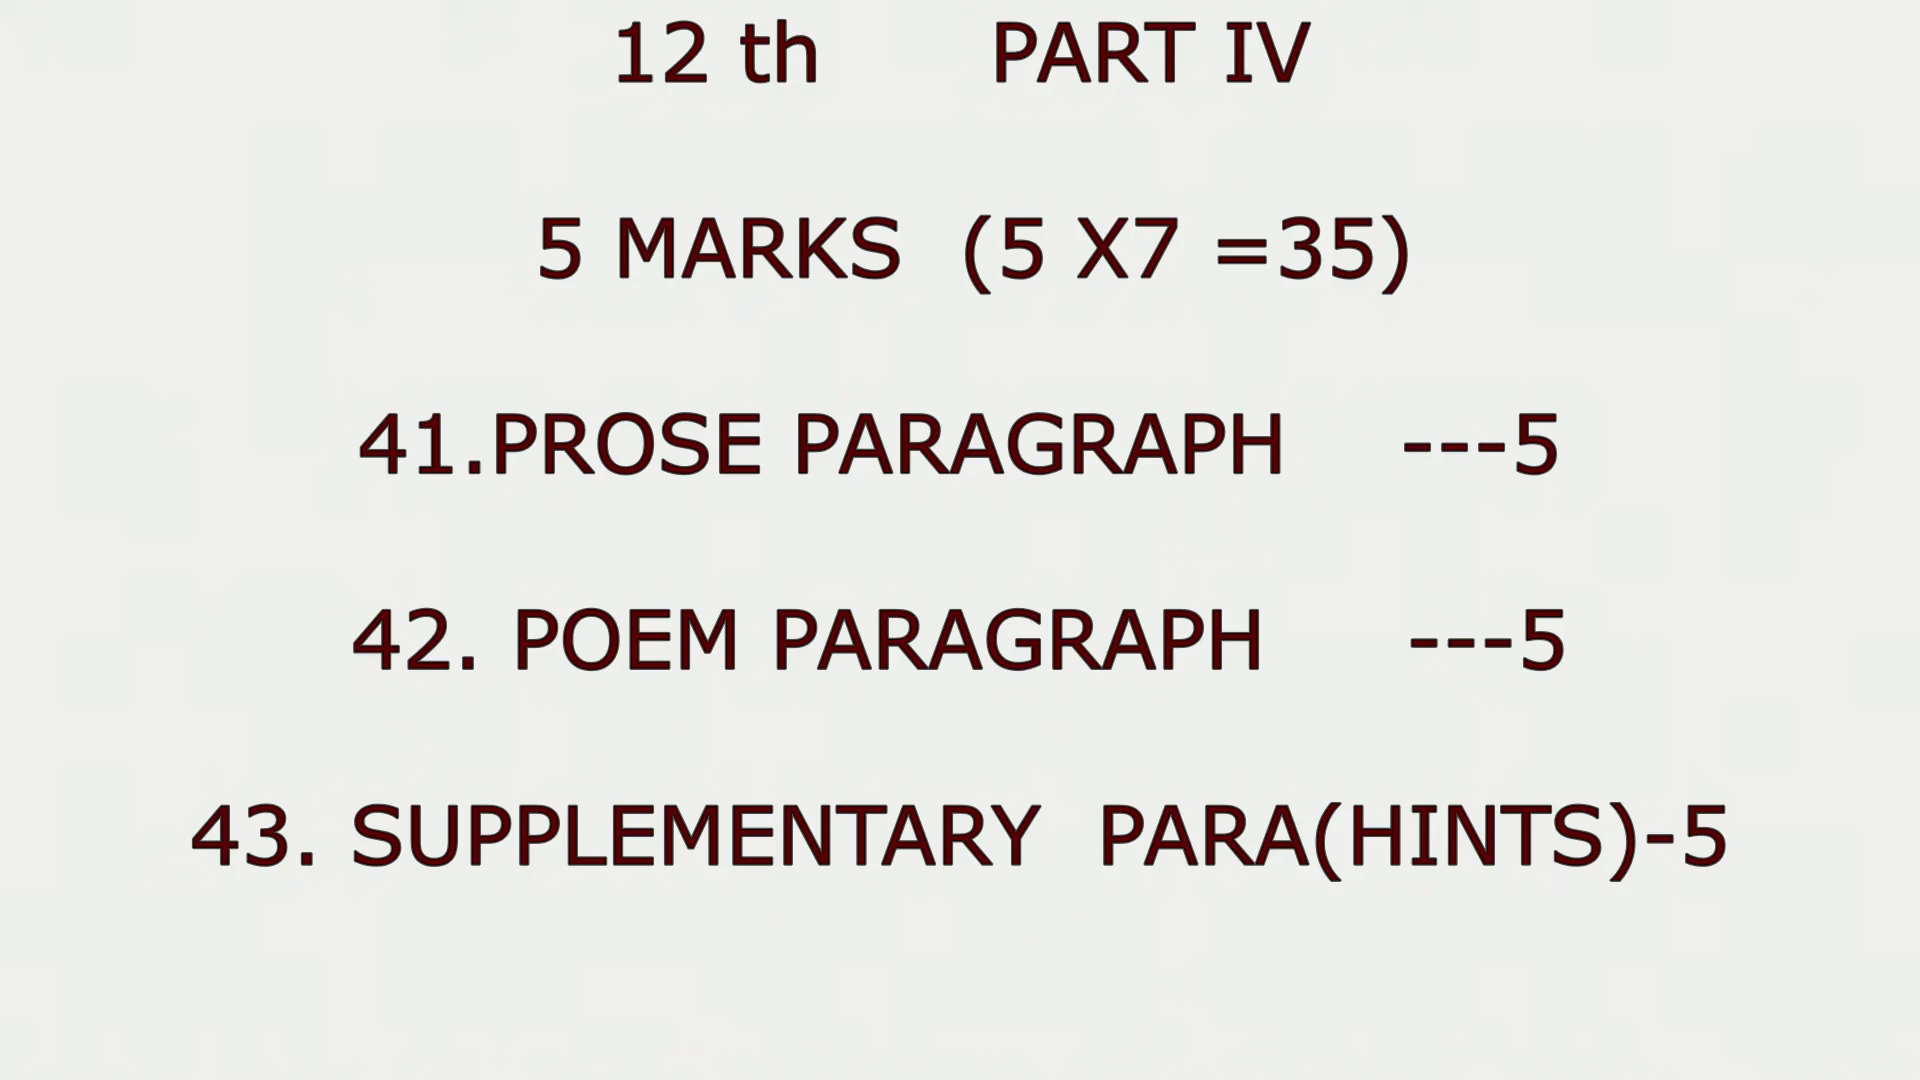 12 th PART IV
5 MARKS (5 X7 =35)
41.PROSE PARAGRAPH ---5
42. POEM PARAGRAPH ---5
43. SUPPLEMENTARY PARA(HINTS)-5